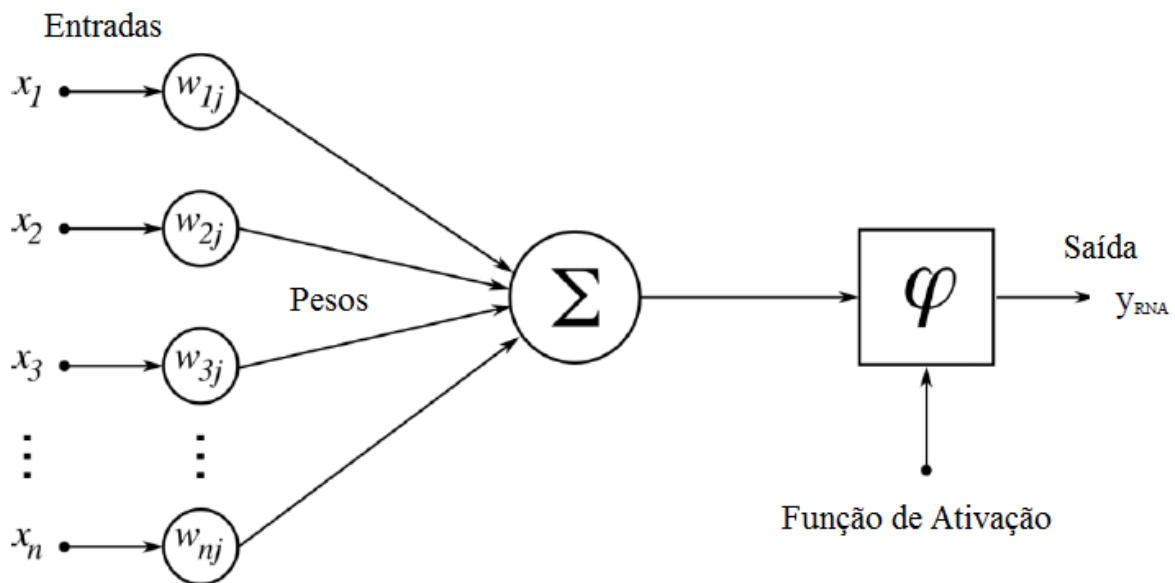 Entradas
x1 w1j
x2 w2j
Pesos
Σ
φ
Saída
yRNA
x3 w3j
⋮ ⋮
xn wnj
Função de Ativação